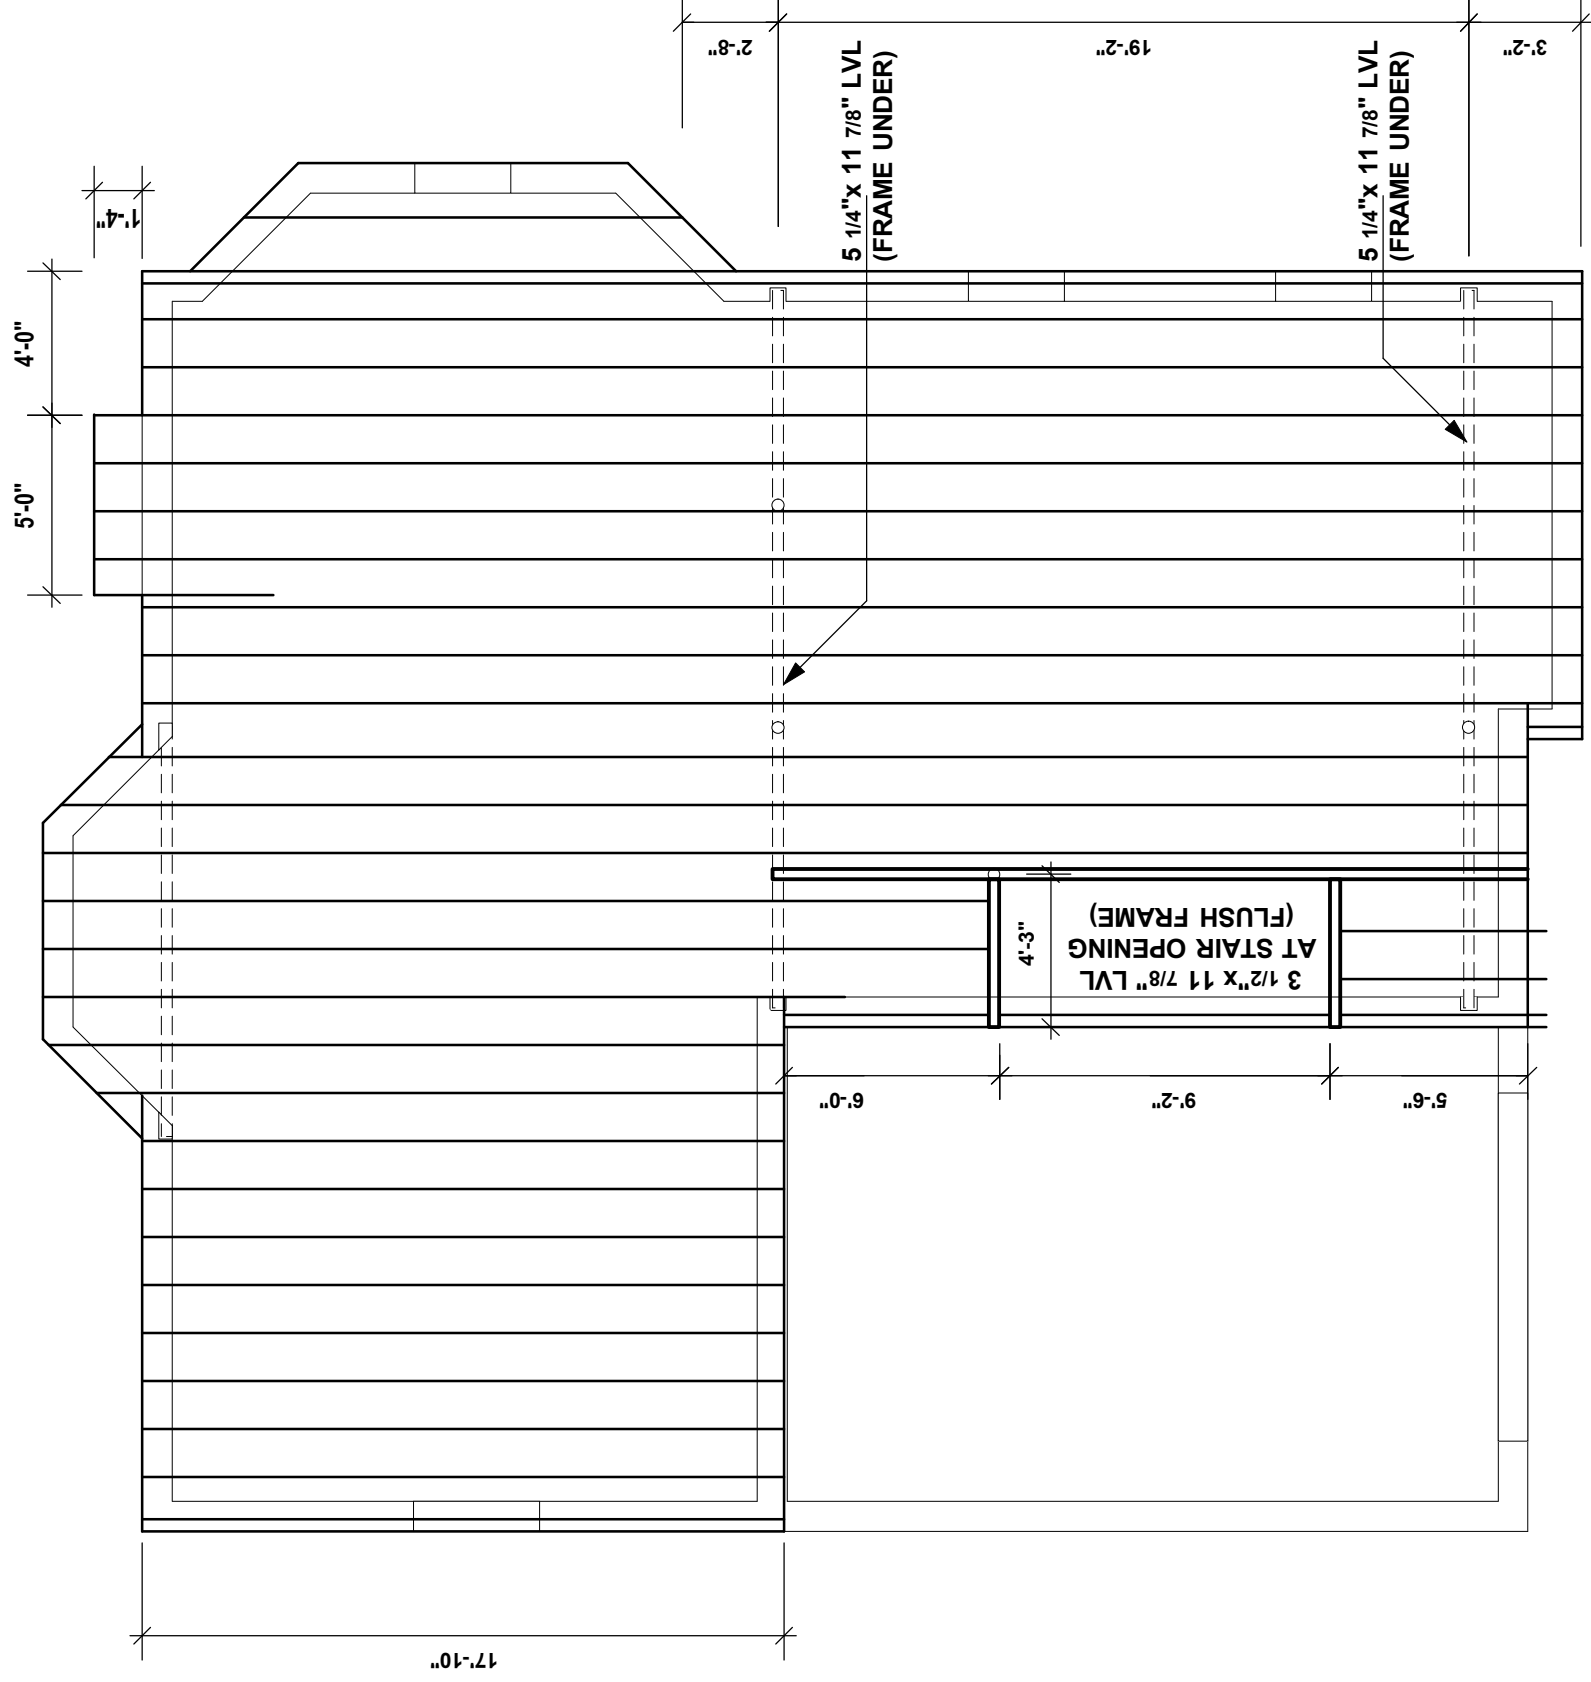 2'-8"
19'-2"
3'-2"
1'-4"
4'-0"
5'-0"
5 1/4"x 11 7/8" LVL
(FRAME UNDER)
5 1/4"x 11 7/8" LVL
(FRAME UNDER)
4'-3"
3 1/2"x 11 7/8" LVL
AT STAIR OPENING
(FLUSH FRAME)
6'-0"
9'-2"
5'-6"
17'-10"